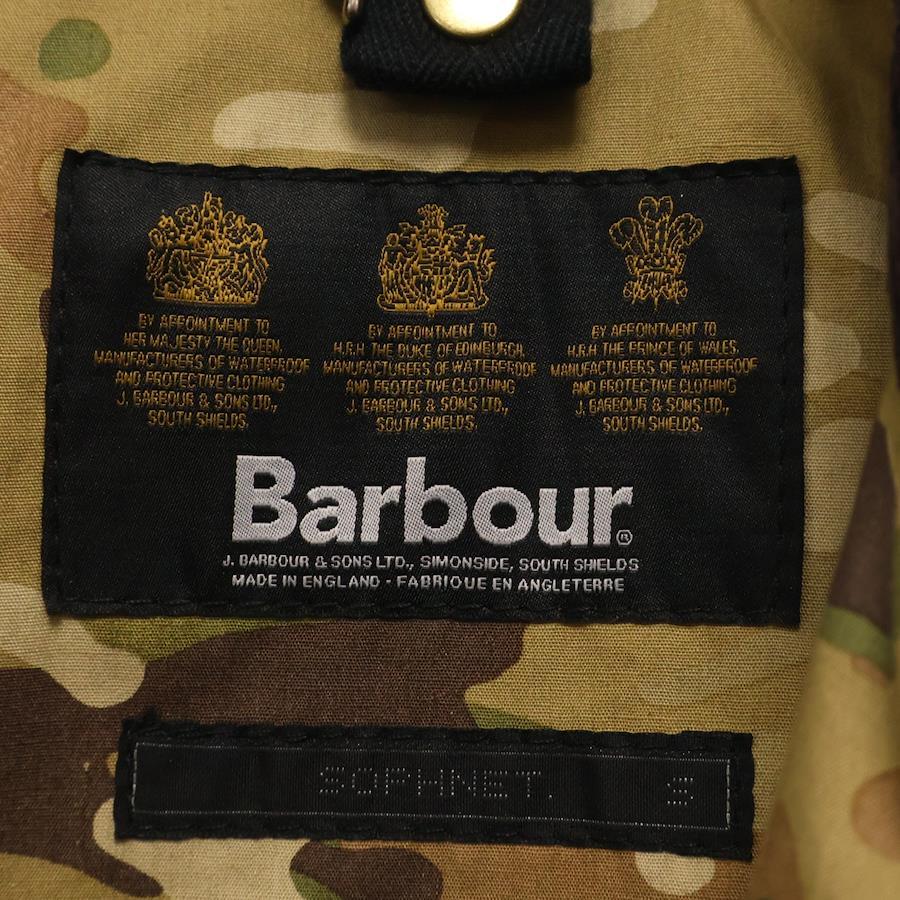 BY APPOINTMENT TO
HER MAJESTY THE QUEEN,
MANUFACTURERS OF WATERPROOF
AND PROTECTIVE CLOTHING
J. BARBOUR & SONS LTD.,
SOUTH SHIELDS.
BY APPOINTMENT TO
H.R.H THE DUKE OF EDINBURGH,
MANUFACTURERS OF WATERPROOF
AND PROTECTIVE CLOTHING
J. BARBOUR & SONS LTD.,
SOUTH SHIELDS.
BY APPOINTMENT TO
H.R.H THE PRINCE OF WALES,
MANUFACTURERS OF WATERPROOF
AND PROTECTIVE CLOTHING
J. BARBOUR & SONS LTD.,
SOUTH SHIELDS.
Barbour®
J. BARBOUR & SONS LTD., SIMONSIDE, SOUTH SHIELDS
MADE IN ENGLAND - FABRIQUE EN ANGLETERRE
SOPHNET. S